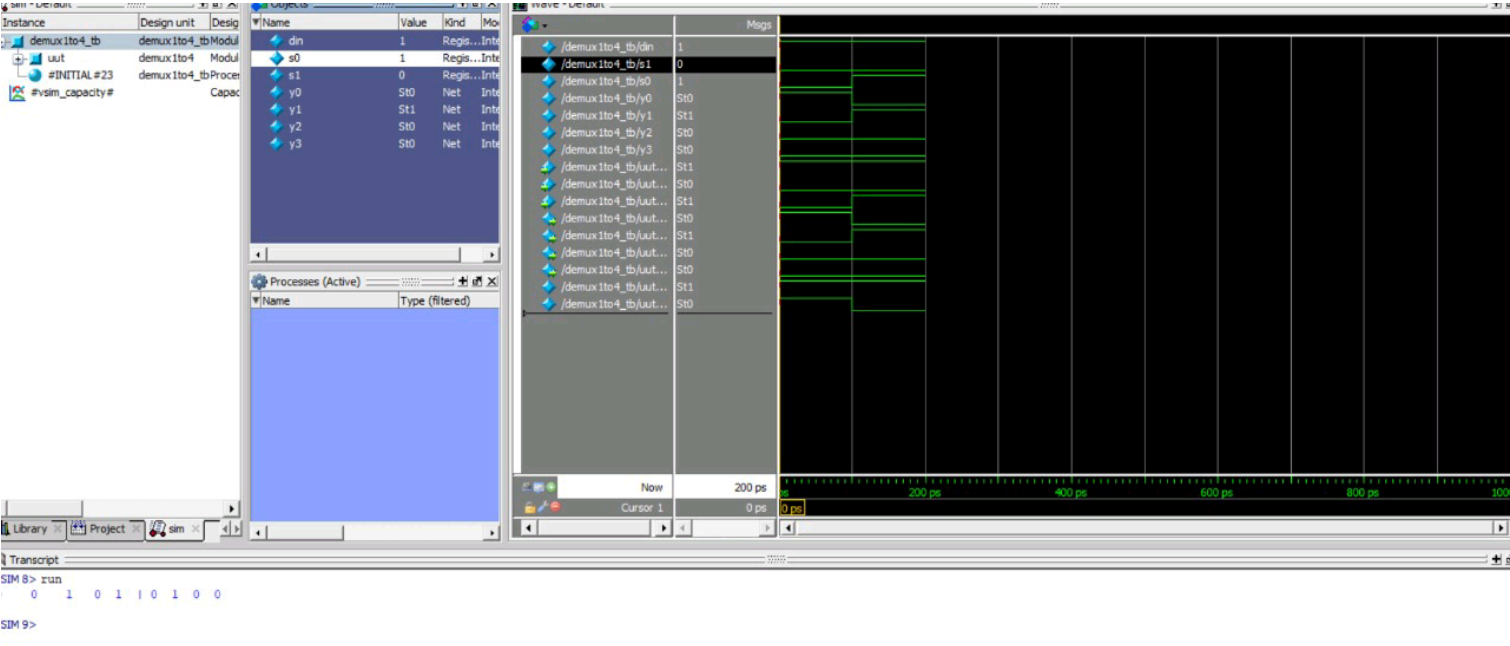 sim - Default
Instance Design unit Desig
demux1to4_tb demux1to4_tb Modul
uut demux1to4 Modul
#INITIAL#23 demux1to4_tb Proces
#vsim_capacity# Capac
Library Project sim
Objects
Name Value Kind Mo
din 1 Regis... Inte
s0 1 Regis... Inte
s1 0 Regis... Inte
y0 St0 Net Inte
y1 St1 Net Inte
y2 St0 Net Inte
y3 St0 Net Inte
Processes (Active)
Name Type (filtered)
Wave - Default
Msgs
/demux1to4_tb/din 1
/demux1to4_tb/s1 0
/demux1to4_tb/s0 1
/demux1to4_tb/y0 St0
/demux1to4_tb/y1 St1
/demux1to4_tb/y2 St0
/demux1to4_tb/y3 St0
/demux1to4_tb/uut... St1
/demux1to4_tb/uut... St0
/demux1to4_tb/uut... St1
/demux1to4_tb/uut... St0
/demux1to4_tb/uut... St1
/demux1to4_tb/uut... St0
/demux1to4_tb/uut... St0
/demux1to4_tb/uut... St1
/demux1to4_tb/uut... St0
Now 200 ps
200 ps 400 ps 600 ps 800 ps 100
Cursor 1 0 ps
0 ps
Transcript
SIM 8> run
0 1 0 1 | 0 1 0 0
SIM 9>